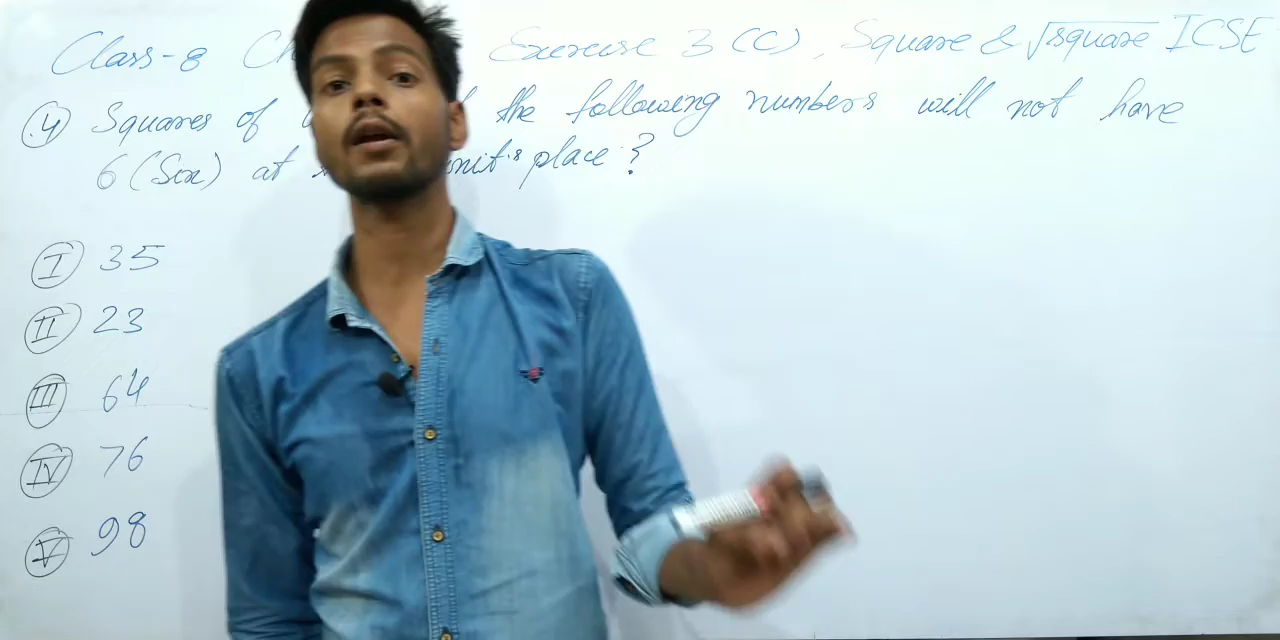 Class-8 Exercise 3 (C), Square & √square ICSE
(4) Squares of the following numbers will not have
6 (Six) at unit's place ?
(I) 35
(II) 23
(III) 64
(IV) 76
(V) 98